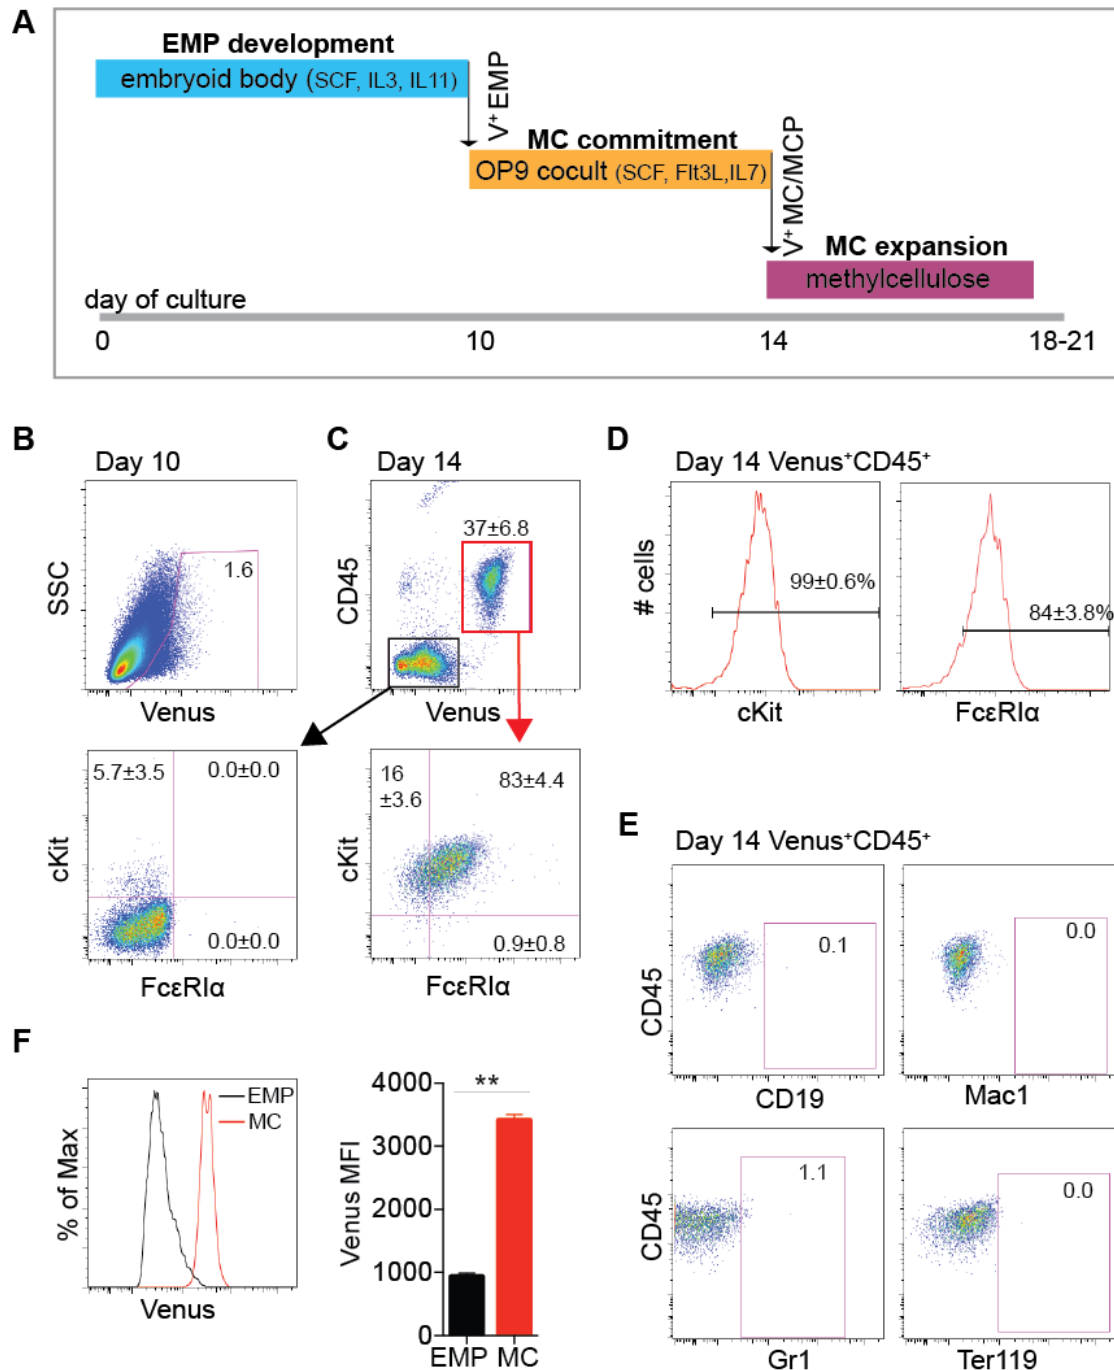 A
EMP development
embryoid body (SCF, IL3, IL11)
V⁺EMP
MC commitment
OP9 cocult (SCF, Flt3L,IL7)
V⁺MC/MCP
MC expansion
methylcellulose
day of culture
0
10
14
18-21
B
Day 10
SSC
1.6
Venus
C
Day 14
CD45
37±6.8
Venus
cKit
5.7±3.5
0.0±0.0
0.0±0.0
FcεRIα
cKit
16
±3.6
83±4.4
0.9±0.8
FcεRIα
D
Day 14 Venus⁺CD45⁺
# cells
99±0.6%
cKit
84±3.8%
FcεRIα
E
Day 14 Venus⁺CD45⁺
CD45
0.1
CD19
0.0
Mac1
CD45
1.1
Gr1
0.0
Ter119
F
% of Max
EMP
MC
Venus
Venus MFI
4000
3000
2000
1000
0
**
EMP MC